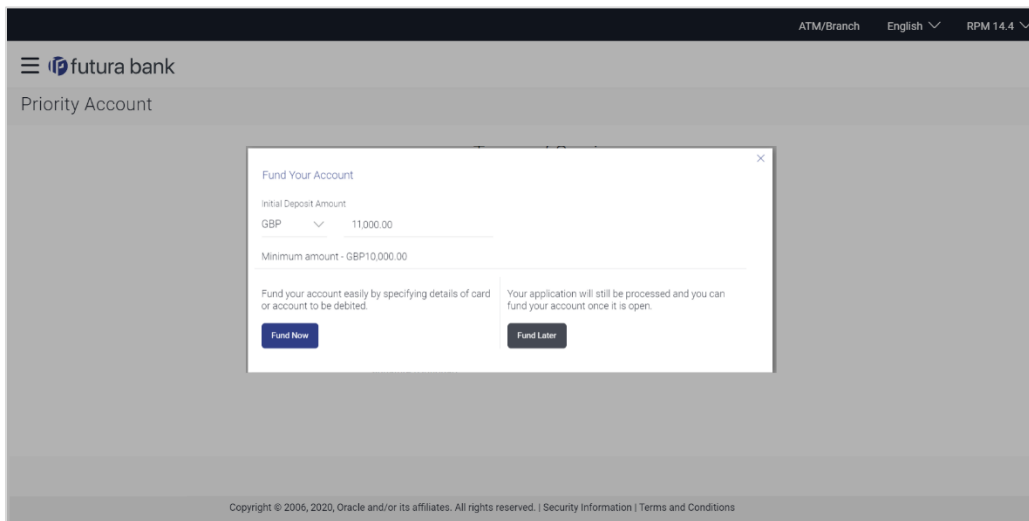 ATM/Branch English RPM 14.4
futura bank
Priority Account
Fund Your Account
Initial Deposit Amount
GBP 11,000.00
Minimum amount - GBP10,000.00
Fund your account easily by specifying details of card
or account to be debited.
Fund Now
Your application will still be processed and you can
fund your account once it is open.
Fund Later
Copyright © 2006, 2020, Oracle and/or its affiliates. All rights reserved. | Security Information | Terms and Conditions